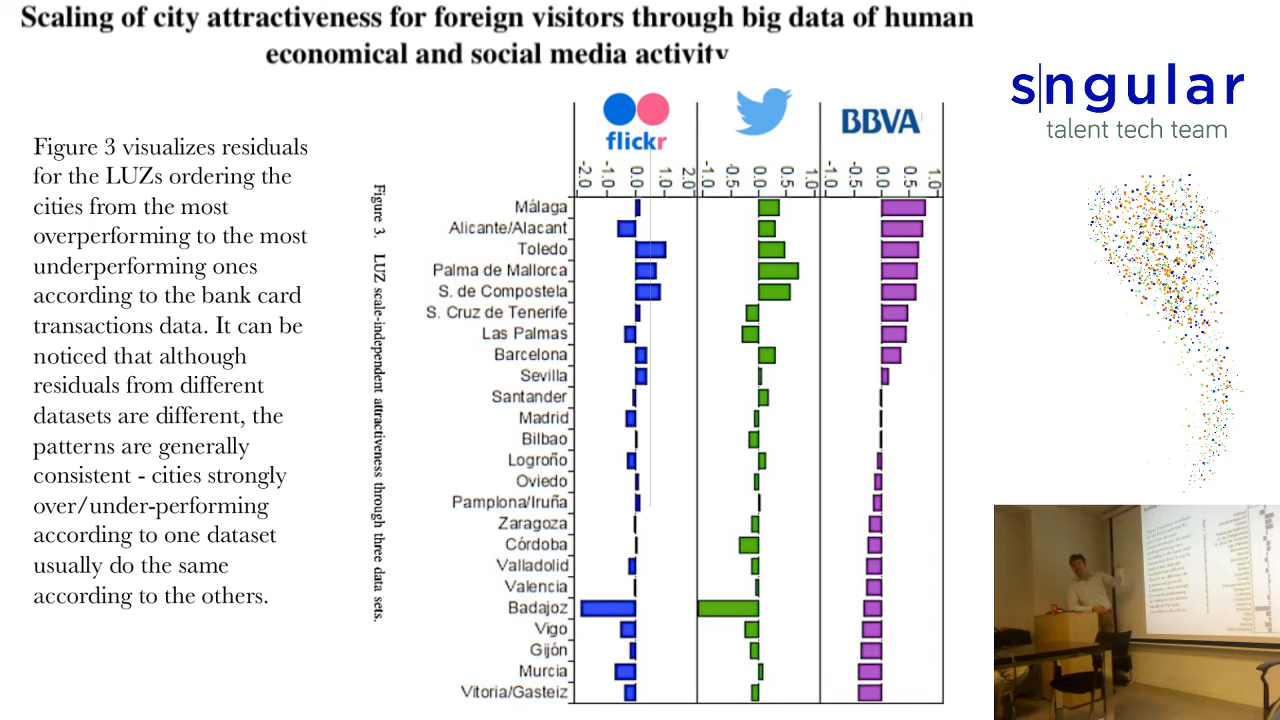 Scaling of city attractiveness for foreign visitors through big data of human
economical and social media activity
Figure 3 visualizes residuals
for the LUZs ordering the
cities from the most
overperforming to the most
underperforming ones
according to the bank card
transactions data. It can be
noticed that although
residuals from different
datasets are different, the
patterns are generally
consistent - cities strongly
over/under-performing
according to one dataset
usually do the same
according to the others.
Figure 3. LUZ scale-independent attractiveness through three data sets.
flickr
BBVA
-2.0 -1.0 0.0 1.0 2.0
-1.0 -0.5 0.0 0.5 1.0
-1.0 -0.5 0.0 0.5 1.0
Málaga
Alicante/Alacant
Toledo
Palma de Mallorca
S. de Compostela
S. Cruz de Tenerife
Las Palmas
Barcelona
Sevilla
Santander
Madrid
Bilbao
Logroño
Oviedo
Pamplona/Iruña
Zaragoza
Córdoba
Valladolid
Valencia
Badajoz
Vigo
Gijón
Murcia
Vitoria/Gasteiz
s|ngular
talent tech team